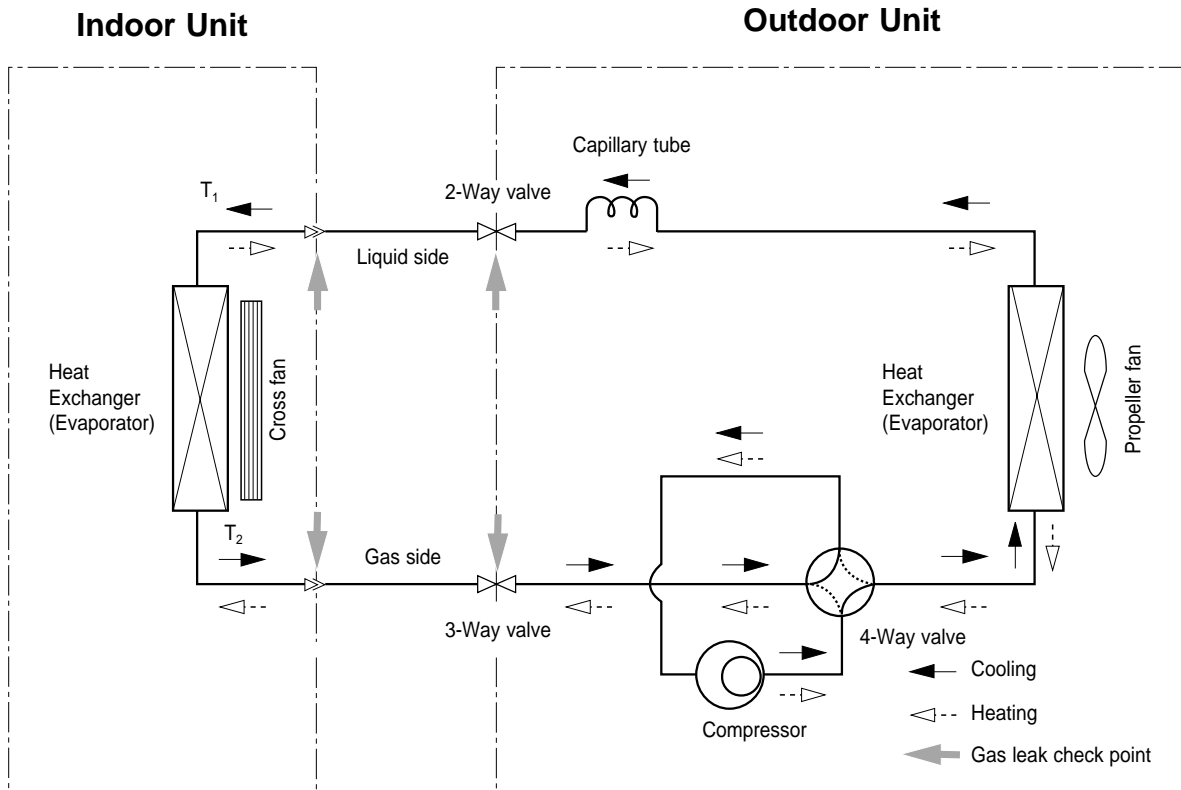 Indoor Unit
Outdoor Unit
Capillary tube
T1
2-Way valve
Liquid side
Heat
Exchanger
(Evaporator)
Cross fan
Heat
Exchanger
(Evaporator)
Propeller fan
T2
Gas side
3-Way valve
4-Way valve
Compressor
Cooling
Heating
Gas leak check point